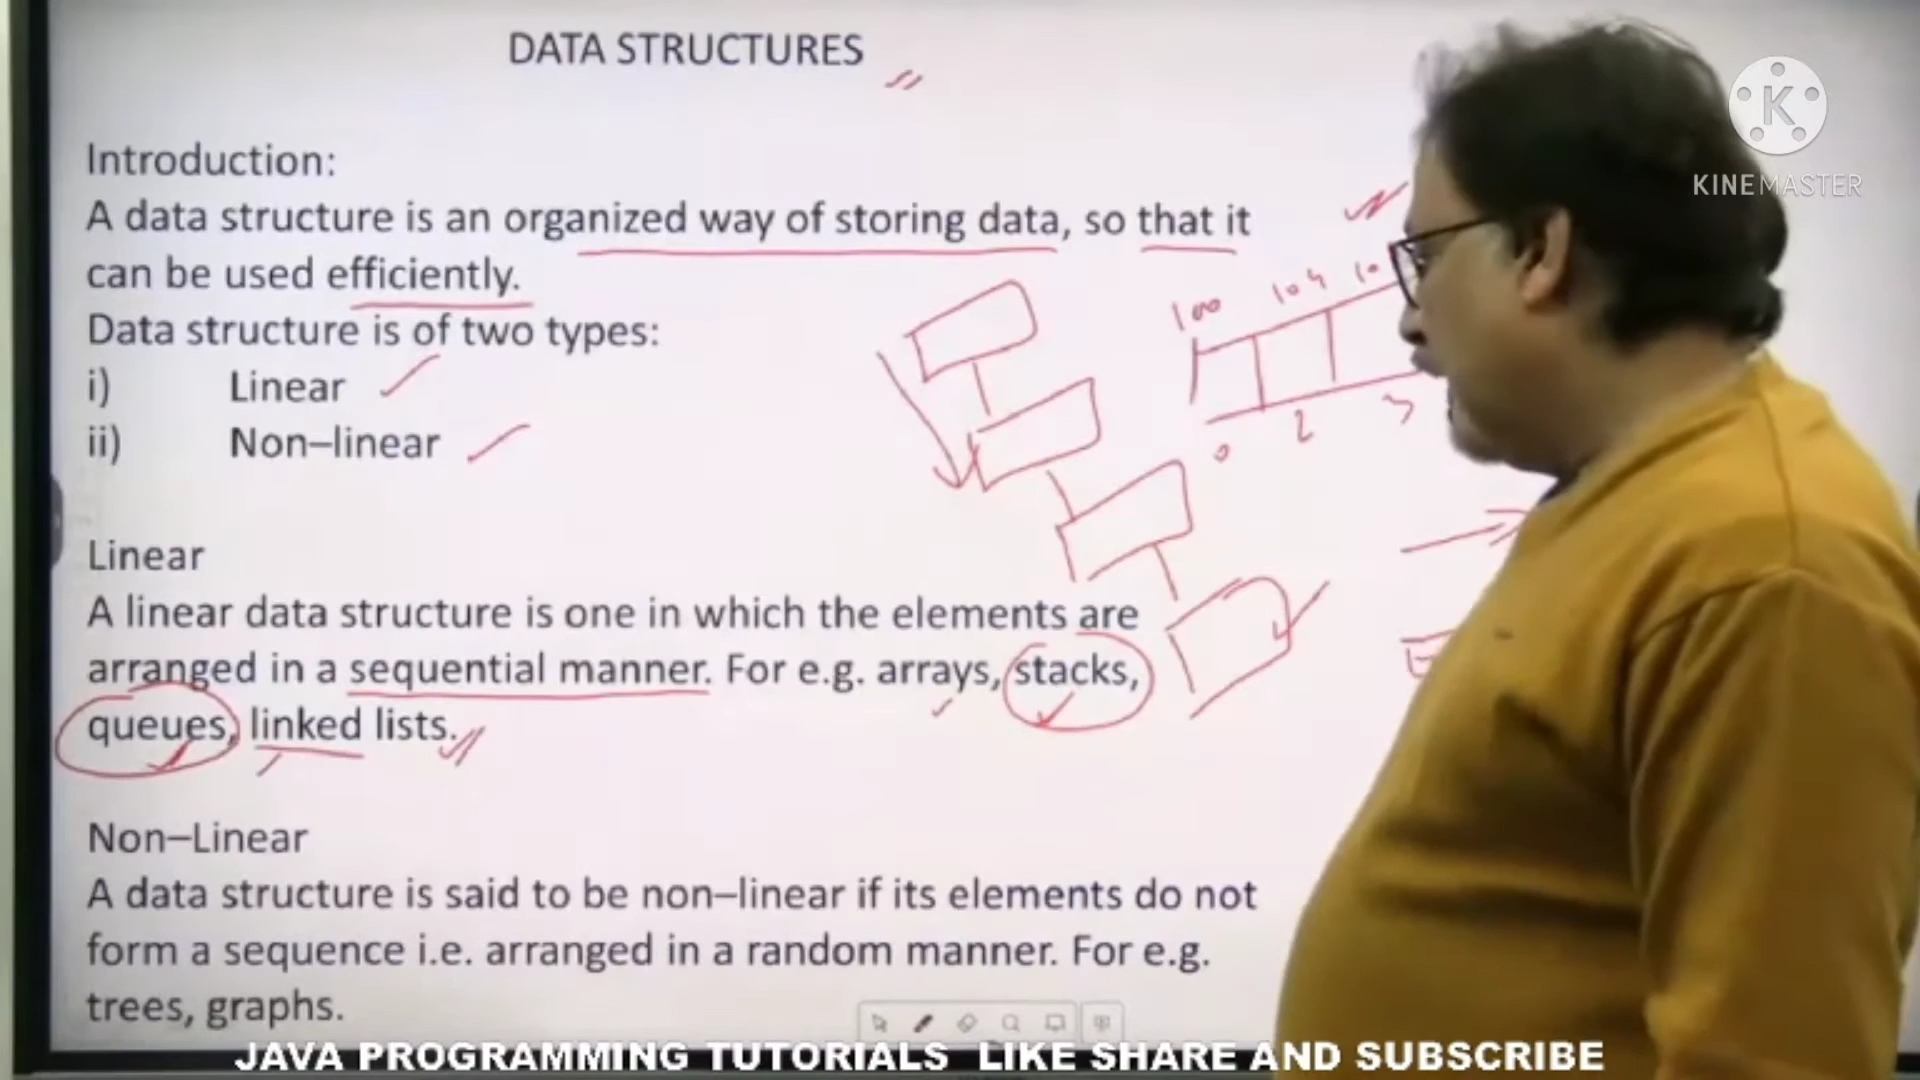 DATA STRUCTURES
K
KINEMASTER
Introduction:
A data structure is an organized way of storing data, so that it
can be used efficiently.
Data structure is of two types:
i) Linear
ii) Non–linear
100 104 10
0 2 3
Linear
A linear data structure is one in which the elements are
arranged in a sequential manner. For e.g. arrays, stacks,
queues, linked lists.
Non–Linear
A data structure is said to be non–linear if its elements do not
form a sequence i.e. arranged in a random manner. For e.g.
trees, graphs.
JAVA PROGRAMMING TUTORIALS LIKE SHARE AND SUBSCRIBE